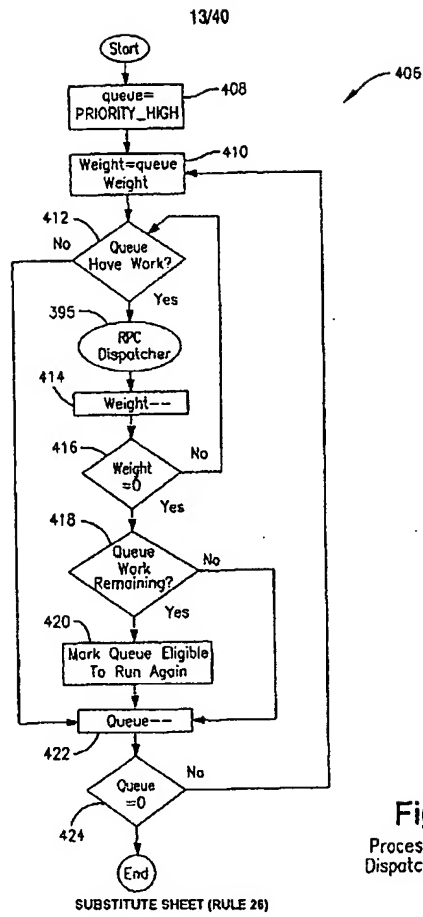 13/40
Start
406
queue=
PRIORITY_HIGH
408
Weight=queue
Weight
410
412
No
Queue
Have Work?
Yes
395
RPC
Dispatcher
414
Weight--
416
No
Weight
=0
Yes
418
Queue
Work
Remaining?
No
Yes
420
Mark Queue Eligible
To Run Again
Queue--
422
No
Queue
=0
424
End
SUBSTITUTE SHEET (RULE 26)